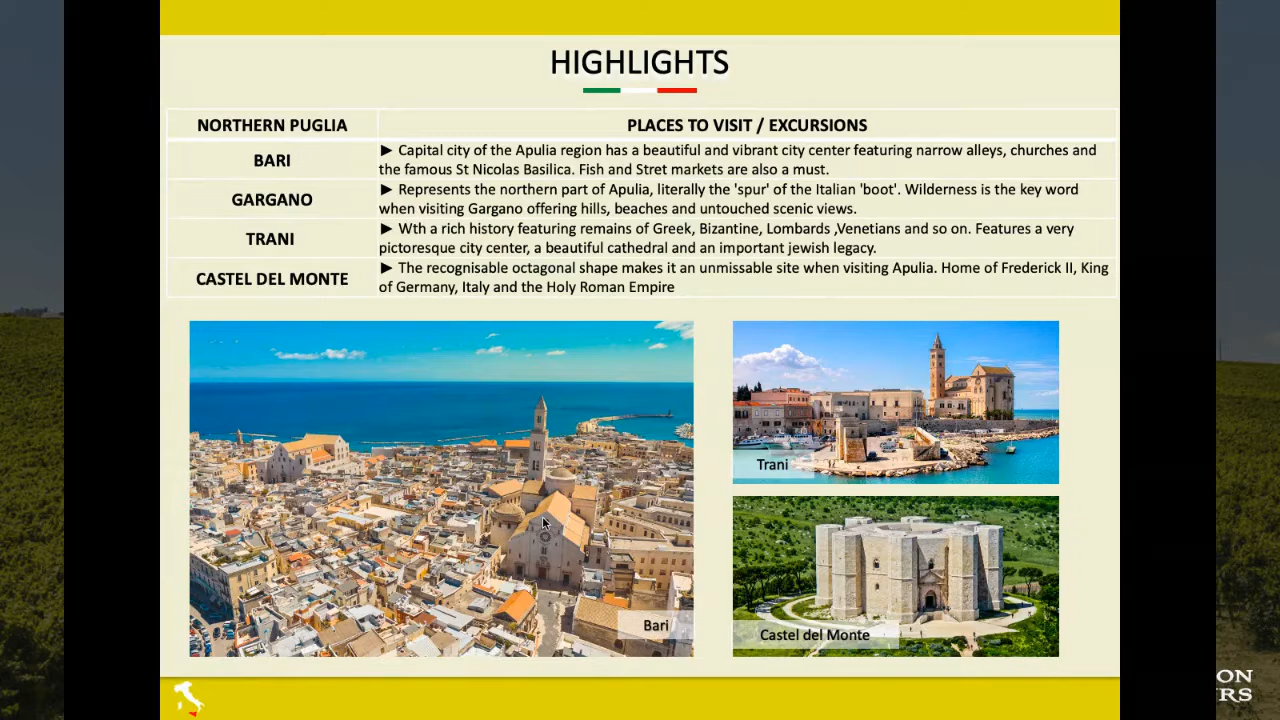 HIGHLIGHTS
NORTHERN PUGLIA
PLACES TO VISIT / EXCURSIONS
BARI
► Capital city of the Apulia region has a beautiful and vibrant city center featuring narrow alleys, churches and
the famous St Nicolas Basilica. Fish and Stret markets are also a must.
GARGANO
► Represents the northern part of Apulia, literally the 'spur' of the Italian 'boot'. Wilderness is the key word
when visiting Gargano offering hills, beaches and untouched scenic views.
TRANI
► Wth a rich history featuring remains of Greek, Bizantine, Lombards ,Venetians and so on. Features a very
pictoresque city center, a beautiful cathedral and an important jewish legacy.
CASTEL DEL MONTE
► The recognisable octagonal shape makes it an unmissable site when visiting Apulia. Home of Frederick II, King
of Germany, Italy and the Holy Roman Empire
Bari
Trani
Castel del Monte
ON
RS